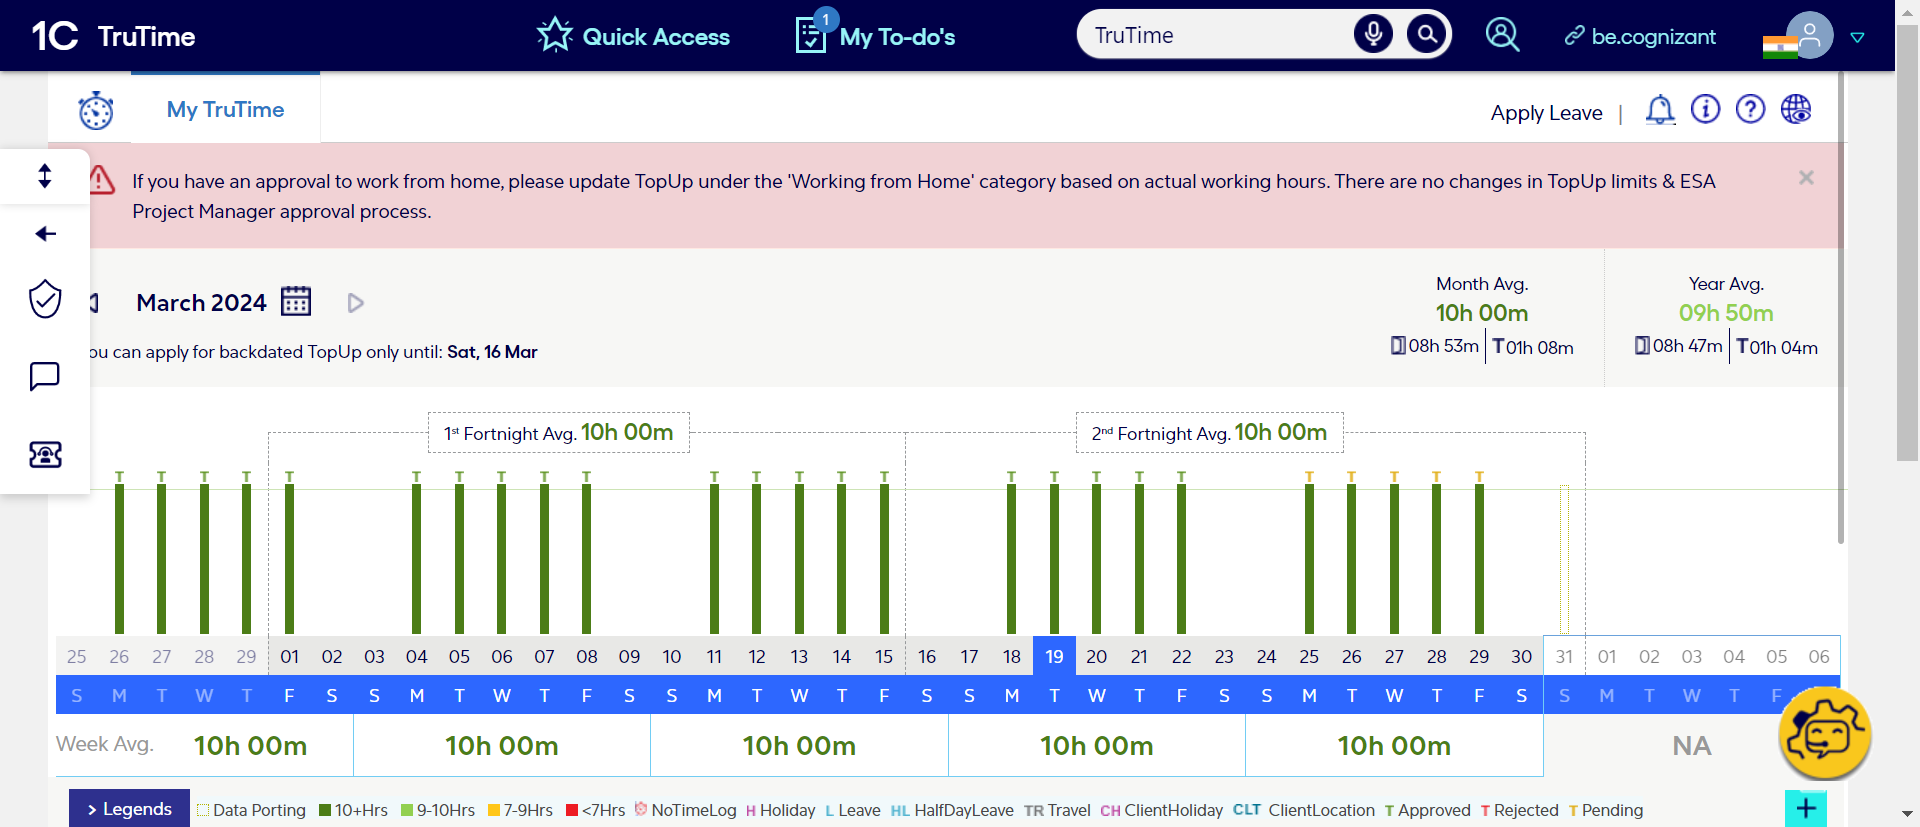 1C TruTime Quick Access 1 My To-do's TruTime be.cognizant
My TruTime Apply Leave |
If you have an approval to work from home, please update TopUp under the 'Working from Home' category based on actual working hours. There are no changes in TopUp limits & ESA
Project Manager approval process.
×
March 2024
ou can apply for backdated TopUp only until: Sat, 16 Mar
Month Avg.
10h 00m
08h 53m T 01h 08m
Year Avg.
09h 50m
08h 47m T 01h 04m
1st Fortnight Avg. 10h 00m 2nd Fortnight Avg. 10h 00m
T T T T T T T T T T T T T T T T T T T T T T T T T
25 26 27 28 29 01 02 03 04 05 06 07 08 09 10 11 12 13 14 15 16 17 18 19 20 21 22 23 24 25 26 27 28 29 30 31 01 02 03 04 05 06
S M T W T F S S M T W T F S S M T W T F S S M T W T F S S M T W T F S S M T W T F
Week Avg. 10h 00m 10h 00m 10h 00m 10h 00m 10h 00m NA
> Legends Data Porting 10+Hrs 9-10Hrs 7-9Hrs <7Hrs NoTimeLog H Holiday L Leave HL HalfDayLeave TR Travel CH ClientHoliday CLT ClientLocation T Approved T Rejected T Pending +